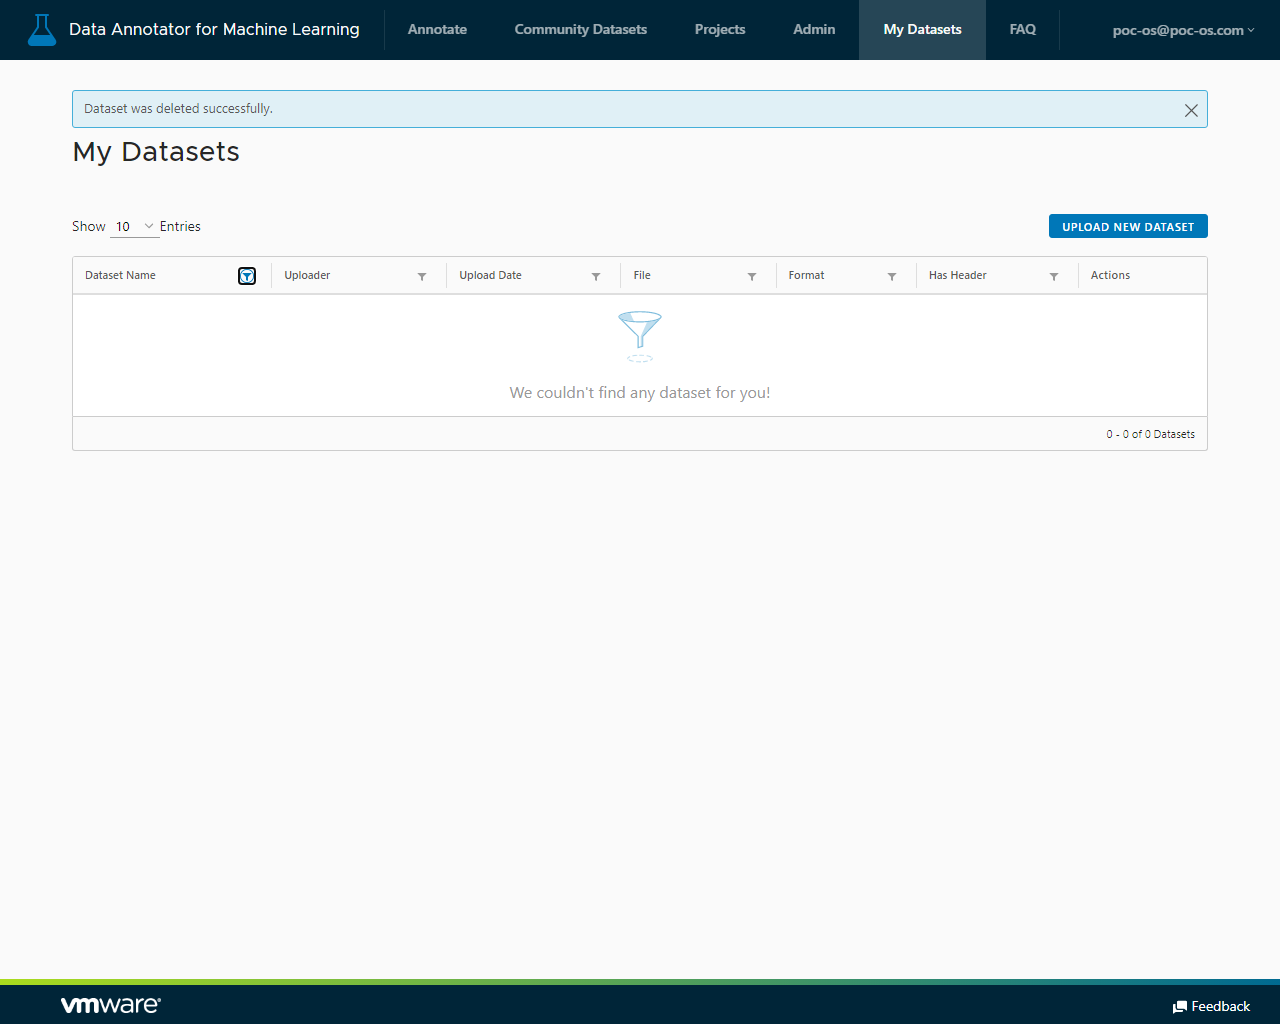 Data Annotator for Machine Learning
Annotate
Community Datasets
Projects
Admin
My Datasets
FAQ
poc-os@poc-os.com
Dataset was deleted successfully.
My Datasets
Show 10 Entries
UPLOAD NEW DATASET
Dataset Name
Uploader
Upload Date
File
Format
Has Header
Actions
We couldn't find any dataset for you!
0 - 0 of 0 Datasets
vmware®
Feedback